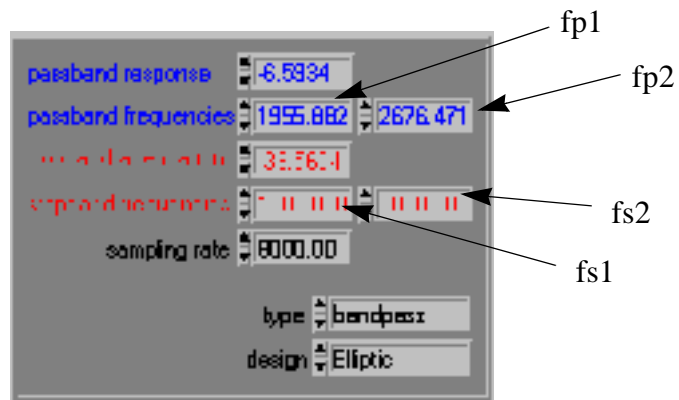 fp1
passband response -6.5934
fp2
passband frequencies 1955.882 2676.471
fs2
sampling rate 8000.00
fs1
type bandpass
design Elliptic